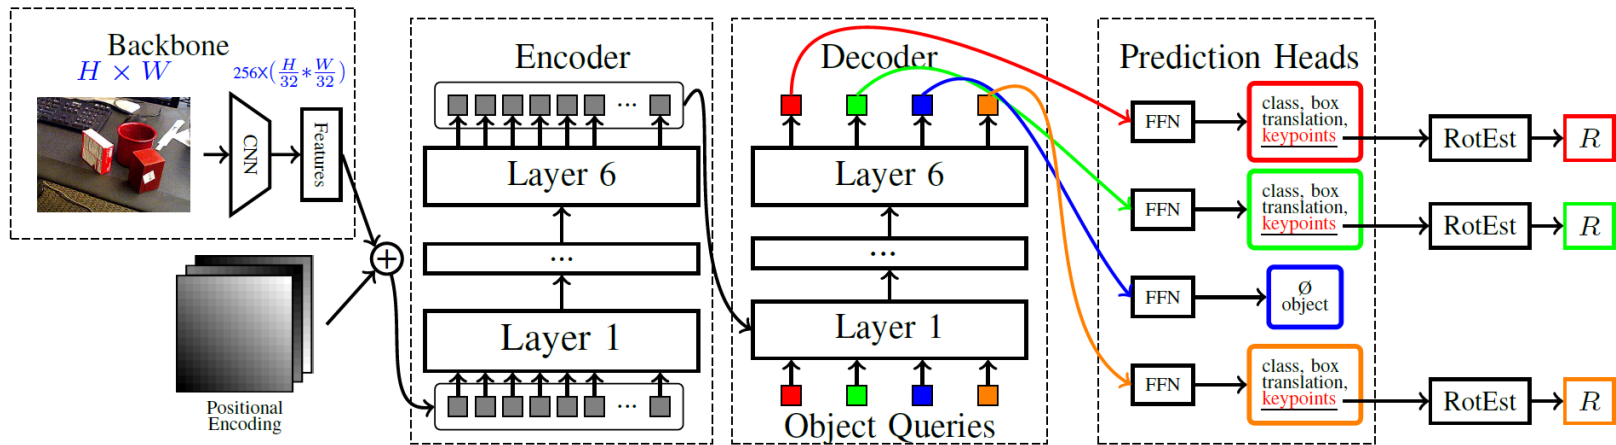 Backbone
H × W
256X(H/32*W/32)
CNN
Features
+
Positional
Encoding
Encoder
...
Layer 6
...
Layer 1
...
Decoder
Layer 6
...
Layer 1
Object Queries
Prediction Heads
FFN
class, box
translation,
keypoints
RotEst
R
FFN
class, box
translation,
keypoints
RotEst
R
FFN
Ø
object
FFN
class, box
translation,
keypoints
RotEst
R